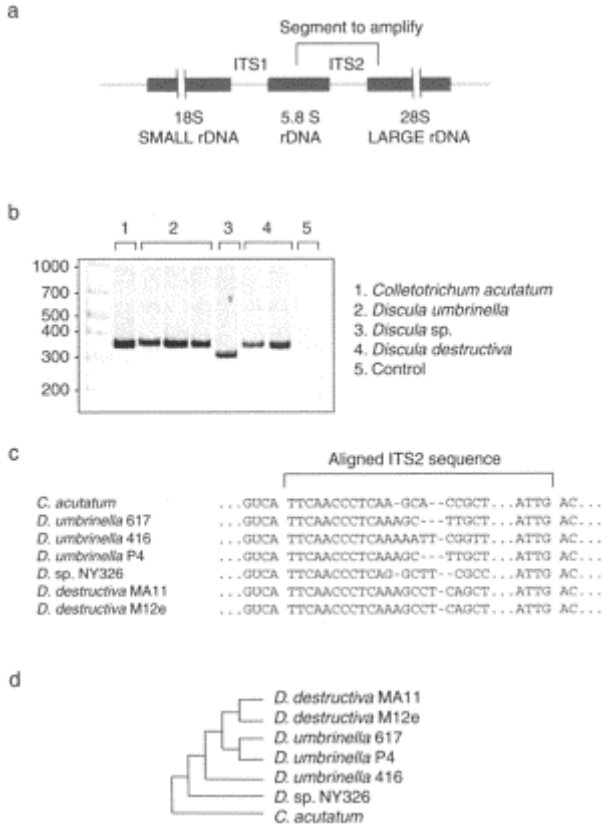 a
Segment to amplify
ITS1 ITS2
18S 5.8 S 28S
SMALL rDNA rDNA LARGE rDNA
b
1 2 3 4 5
1000
700
500
400
300
200
1. Colletotrichum acutatum
2. Discula umbrinella
3. Discula sp.
4. Discula destructiva
5. Control
c
Aligned ITS2 sequence
C. acutatum ...GUCA TTCAACCCTCAA-GCA--CCGCT...ATTG AC...
D. umbrinella 617 ...GUCA TTCAACCCTCAAAGC---TTGCT...ATTG AC...
D. umbrinella 416 ...GUCA TTCAACCCTCAAAAATT-CGGTT...ATTG AC...
D. umbrinella P4 ...GUCA TTCAACCCTCAAAGC---TTGCT...ATTG AC...
D. sp. NY326 ...GUCA TTCAACCCTCAG-GCTT--CGCC...ATTG AC...
D. destructiva MA11 ...GUCA TTCAACCCTCAAAGCCT-CAGCT...ATTG AC...
D. destructiva M12e ...GUCA TTCAACCCTCAAAGCCT-CAGCT...ATTG AC...
d
D. destructiva MA11
D. destructiva M12e
D. umbrinella 617
D. umbrinella P4
D. umbrinella 416
D. sp. NY326
C. acutatum